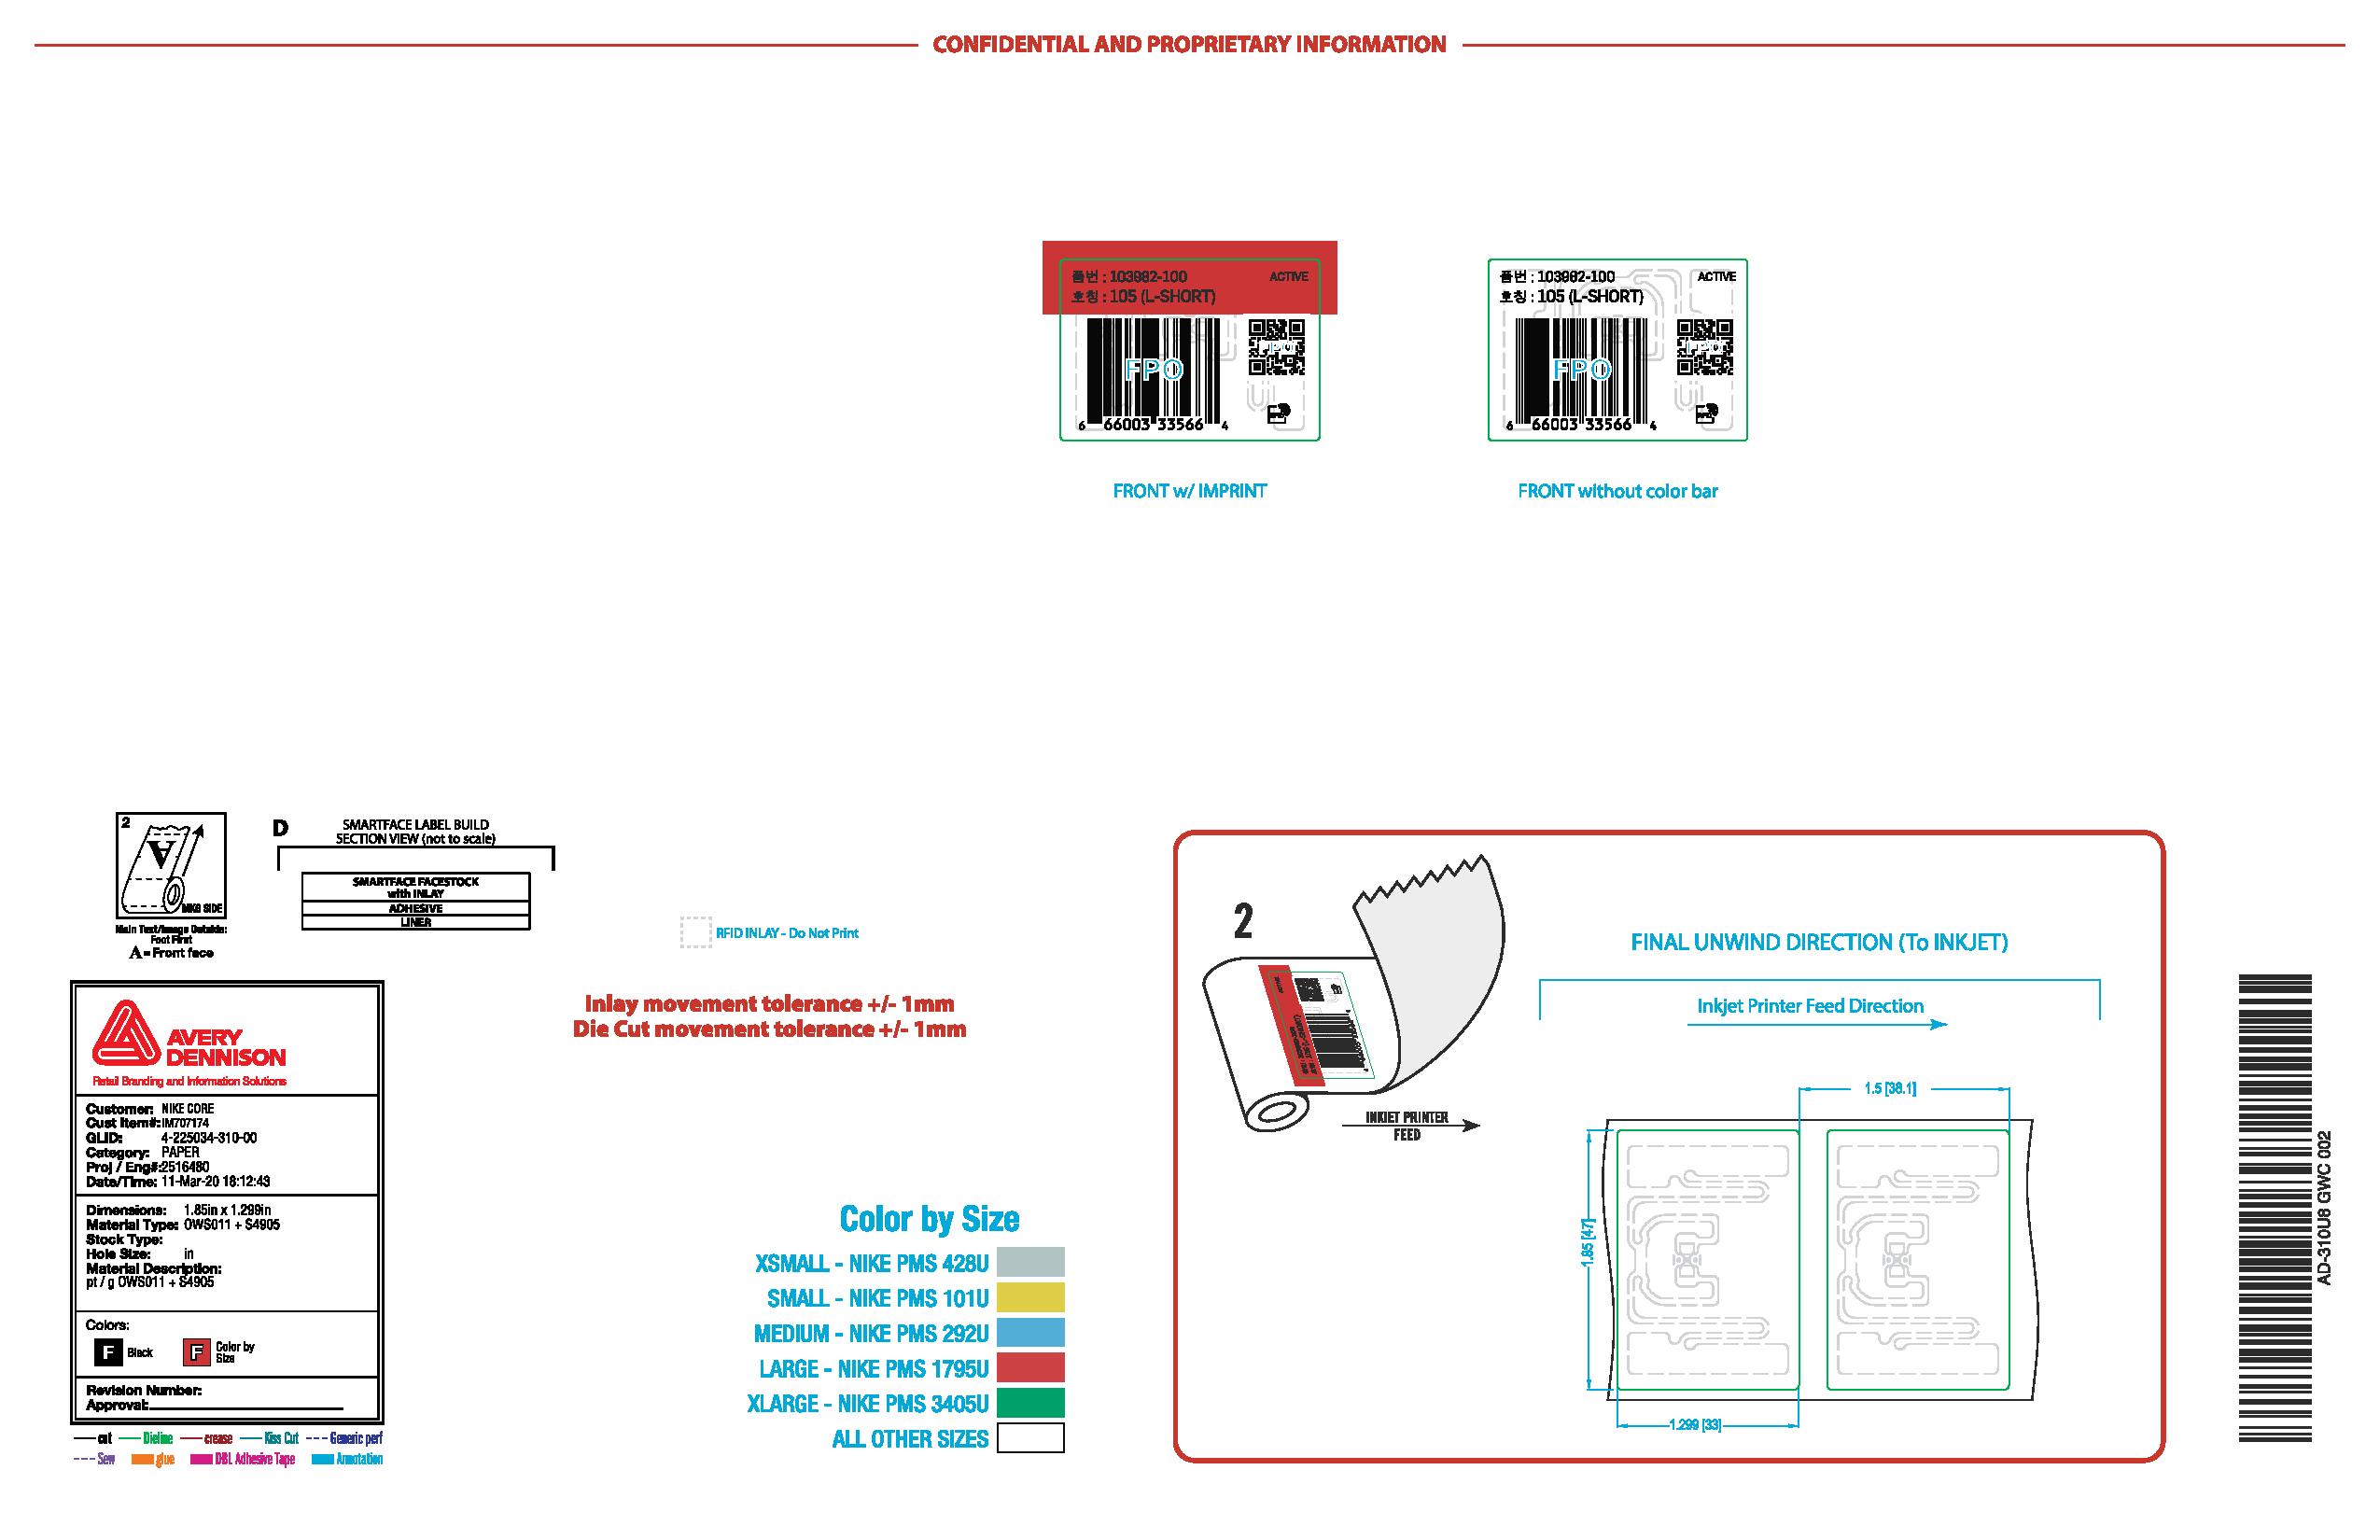 CONFIDENTIAL AND PROPRIETARY INFORMATION
품번 : 103982-100
ACTIVE
호칭 : 105 (L-SHORT)
FPO
FPO
6 66003 33566 4
FRONT w/ IMPRINT
품번 : 103982-100
ACTIVE
호칭 : 105 (L-SHORT)
FPO
FPO
6 66003 33566 4
FRONT without color bar
2
A
MKG SIDE
Main Text/Image Outside:
Foot First
A = Front face
D
SMARTFACE LABEL BUILD
SECTION VIEW (not to scale)
SMARTFACE FACESTOCK
with INLAY
ADHESIVE
LINER
RFID INLAY - Do Not Print
Inlay movement tolerance +/- 1mm
Die Cut movement tolerance +/- 1mm
AVERY
DENNISON
Retail Branding and Information Solutions
Customer: NIKE CORE
Cust Item#: IM707174
GLID: 4-225034-310-00
Category: PAPER
Proj / Eng#: 2516480
Date/Time: 11-Mar-20 18:12:43
Dimensions: 1.85in x 1.299in
Material Type: OWS011 + S4905
Stock Type:
Hole Size: in
Material Description:
pt / g OWS011 + S4905
Colors:
F Black
F Color by
Size
Revision Number:
Approval:
cut Dieline crease Kiss Cut Generic perf
Sew glue DBL Adhesive Tape Annotation
Color by Size
XSMALL - NIKE PMS 428U
SMALL - NIKE PMS 101U
MEDIUM - NIKE PMS 292U
LARGE - NIKE PMS 1795U
XLARGE - NIKE PMS 3405U
ALL OTHER SIZES
2
INKJET PRINTER
FEED
FINAL UNWIND DIRECTION (To INKJET)
Inkjet Printer Feed Direction
1.5 [38.1]
1.85 [47]
1.299 [33]
AD-310U8 GWC 002